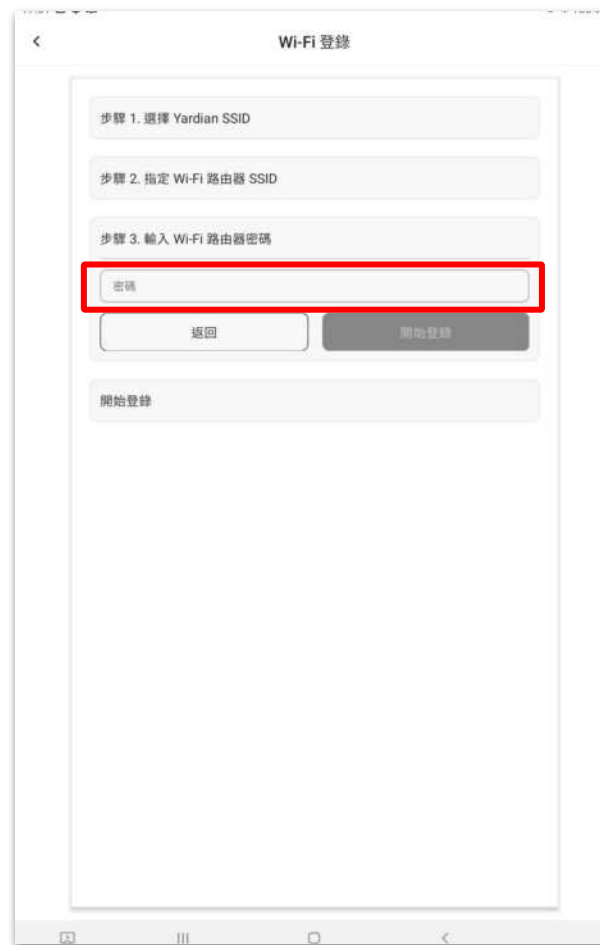 Wi-Fi 登錄
步驟 1. 選擇 Yardian SSID
步驟 2. 指定 Wi-Fi 路由器 SSID
步驟 3. 輸入 Wi-Fi 路由器密碼
密碼
返回
開始登錄
開始登錄